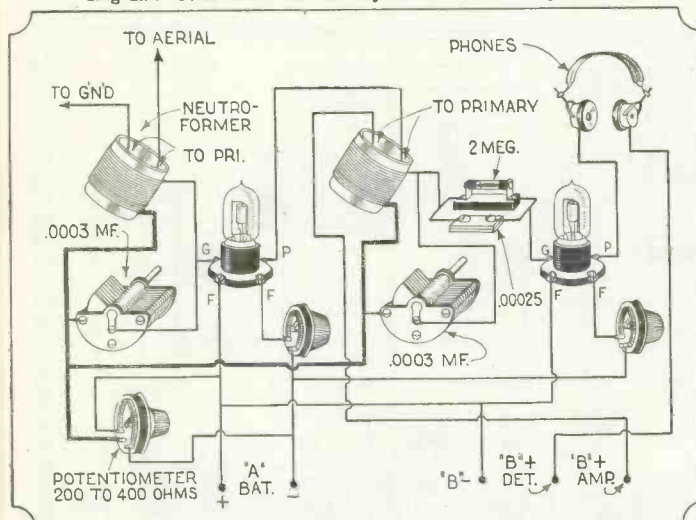 TO AERIAL
PHONES
TO G'N'D
NEUTRO-
FORMER
TO PRIMARY
TO PRI.
2 MEG.
.0003 MF.
G
P
G
P
F
F
.00025
F
F
.0003 MF.
POTENTIOMETER
200 TO 400 OHMS
"A"
BAT.
+
-
"B"-
"B"+
DET.
"B"+
AMP.